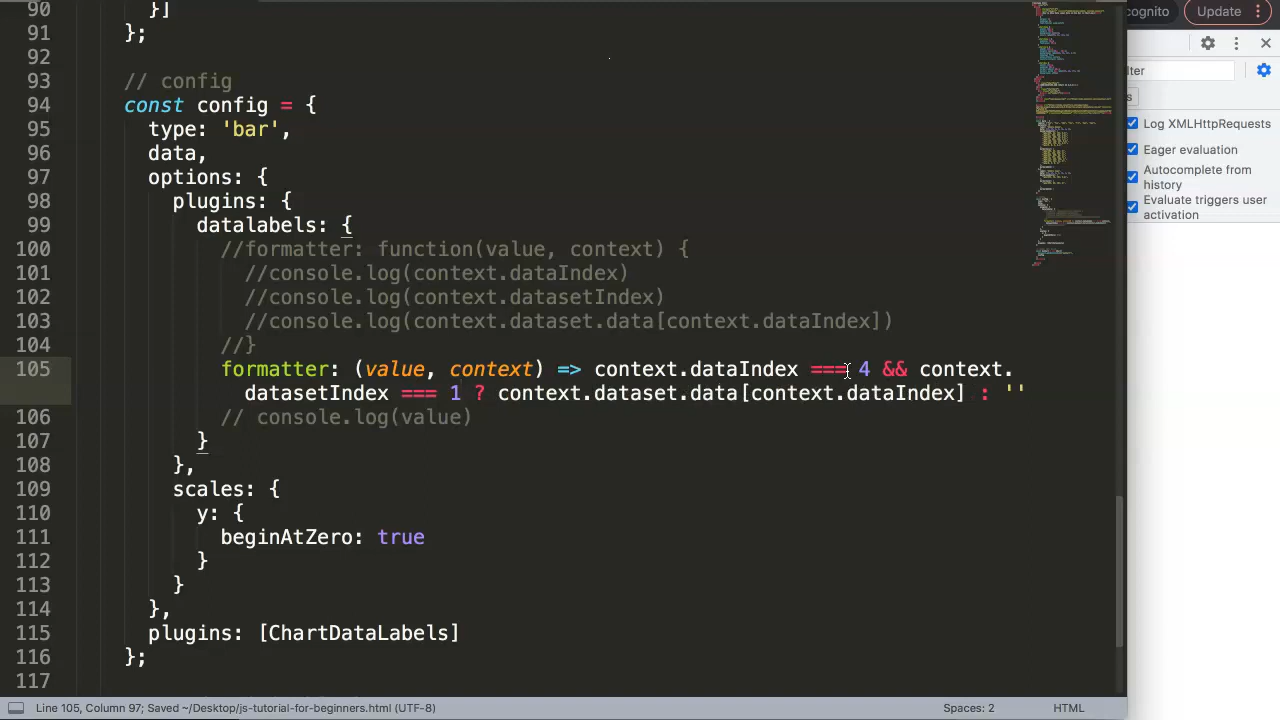 90 }]
91 };
92
93 // config
94 const config = {
95 type: 'bar',
96 data,
97 options: {
98 plugins: {
99 datalabels: {
100 //formatter: function(value, context) {
101 //console.log(context.dataIndex)
102 //console.log(context.datasetIndex)
103 //console.log(context.dataset.data[context.dataIndex])
104 //}
105 formatter: (value, context) => context.dataIndex === 4 && context.
datasetIndex === 1 ? context.dataset.data[context.dataIndex] : ''
106 // console.log(value)
107 }
108 },
109 scales: {
110 y: {
111 beginAtZero: true
112 }
113 }
114 },
115 plugins: [ChartDataLabels]
116 };
117
Line 105, Column 97; Saved ~/Desktop/js-tutorial-for-beginners.html (UTF-8)
Spaces: 2
HTML
cognito
Update
lter
s
Log XMLHttpRequests
Eager evaluation
Autocomplete from
history
Evaluate triggers user
activation